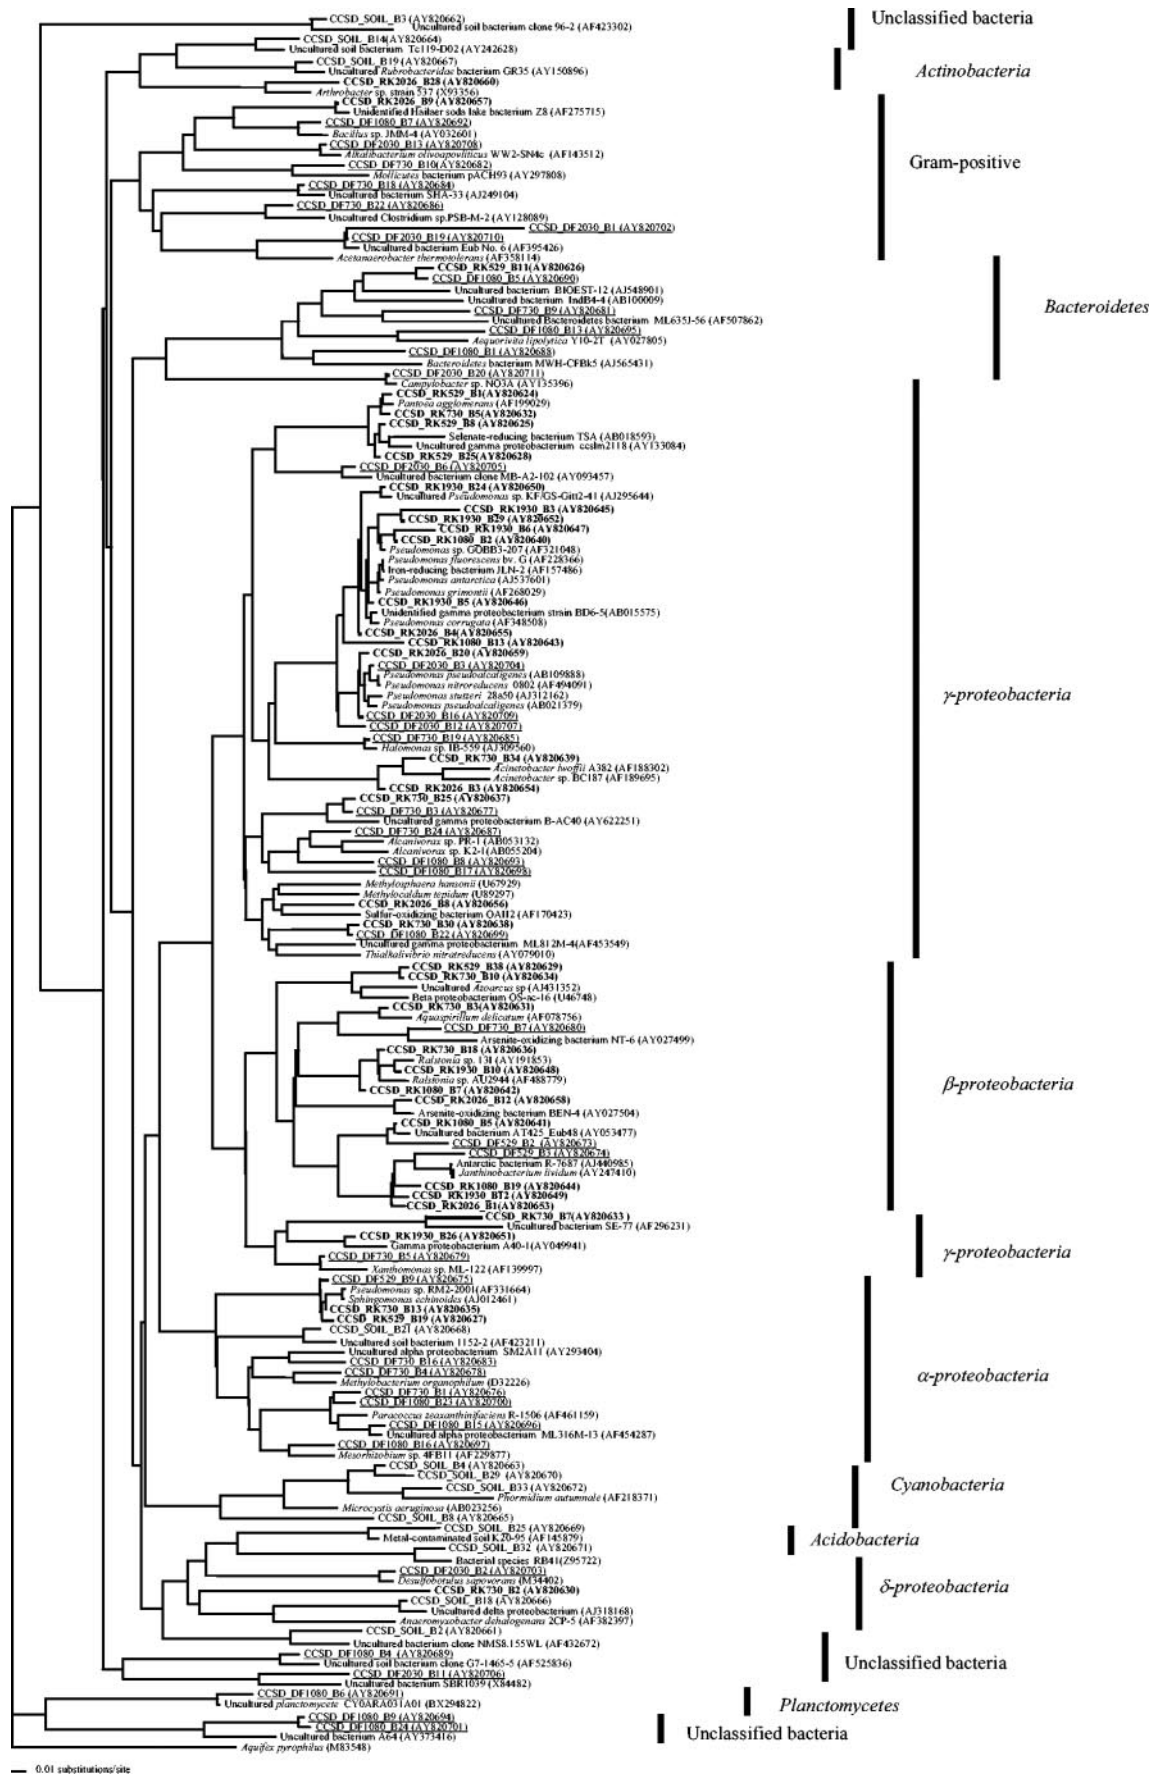 CCSD_SOIL_B3 (AY820662)
Unclassified bacteria
Uncultured soil bacterium clone 96-2 (AF423302)
CCSD_SOIL_B14(AY820664)
Uncultured soil bacterium Tc119-D02 (AY242628)
CCSD_SOIL_B19 (AY820667)
Actinobacteria
Uncultured Rubrobacteridae bacterium GR35 (AY150896)
CCSD_RK2026_B28 (AY820660)
Arthrobacter sp. strain 537 (X93356)
CCSD_RK2026_B9 (AY820657)
Unidentified Hailaer soda lake bacterium Z8 (AF275715)
CCSD_DF1080_B7 (AY820692)
Bacillus sp. JMM-4 (AY032601)
CCSD_DF2030_B13 (AY820708)
Alkalibacterium olivoapovliticus WW2-SN4c (AF143512)
Gram-positive
CCSD_DF730_B10(AY820682)
Mollicutes bacterium pACH93 (AY297808)
CCSD_DF730_B18 (AY820684)
Uncultured bacterium SHA-33 (AJ249104)
CCSD_DF730_B22 (AY820686)
Uncultured Clostridium sp.PSB-M-2 (AY128089)
CCSD_DF2030_B1 (AY820702)
CCSD_DF2030_B19 (AY820710)
Uncultured bacterium Eub No. 6 (AF395426)
Acetanaerobacter thermotolerans (AF358114)
CCSD_RK529_B11(AY820626)
CCSD_DF1080_B5 (AY820690)
Uncultured bacterium BIOEST-12 (AJ548901)
Uncultured bacterium IndB4-4 (AB100009)
Bacteroidetes
CCSD_DF730_B9 (AY820681)
Uncultured Bacteroidetes bacterium ML635J-56 (AF507862)
CCSD_DF1080_B13 (AY820695)
Aequorivita lipolytica Y10-2T (AY027805)
CCSD_DF1080_B1 (AY820688)
Bacteroidetes bacterium MWH-CFBk5 (AJ565431)
CCSD_DF2030_B20 (AY820711)
Campylobacter sp. NO3A (AY135396)
CCSD_RK529_B1(AY820624)
Pantoea agglomerans (AF199029)
CCSD_RK730_B5(AY820632)
CCSD_RK529_B8 (AY820625)
Selenate-reducing bacterium TSA (AB018593)
Uncultured gamma proteobacterium ccslm2118 (AY133084)
CCSD_RK529_B25(AY820628)
CCSD_DF2030_B6 (AY820705)
Uncultured bacterium clone MB-A2-102 (AY093457)
CCSD_RK1930_B24 (AY820650)
Uncultured Pseudomonas sp. KF/GS-Gitt2-41 (AJ295644)
CCSD_RK1930_B3 (AY820645)
CCSD_RK1930_B29 (AY820652)
CCSD_RK1930_B6 (AY820647)
CCSD_RK1080_B2 (AY820640)
Pseudomonas sp. GOBB3-207 (AF321048)
Pseudomonas fluorescens bv. G (AF228366)
Iron-reducing bacterium JLN-2 (AF157486)
Pseudomonas antarctica (AJ537601)
Pseudomonas grimontii (AF268029)
CCSD_RK1930_B5 (AY820646)
Unidentified gamma proteobacterium strain BD6-5(AB015575)
Pseudomonas corrugata (AF348508)
CCSD_RK2026_B4(AY820655)
CCSD_RK1080_B13 (AY820643)
CCSD_RK2026_B20 (AY820659)
CCSD_DF2030_B3 (AY820704)
Pseudomonas pseudoalcaligenes (AB109888)
Pseudomonas nitroreducens 0802 (AF494091)
γ-proteobacteria
Pseudomonas stutzeri 28a50 (AJ312162)
Pseudomonas pseudoalcaligenes (AB021379)
CCSD_DF2030_B16 (AY820709)
CCSD_DF2030_B12 (AY820707)
CCSD_DF730_B19 (AY820685)
Halomonas sp. IB-559 (AJ309560)
CCSD_RK730_B34 (AY820639)
Acinetobacter lwoffii A382 (AF188302)
Acinetobacter sp. BC187 (AF189695)
CCSD_RK2026_B3 (AY820654)
CCSD_RK730_B25 (AY820637)
CCSD_DF730_B3 (AY820677)
Uncultured gamma proteobacterium B-AC40 (AY622251)
CCSD_DF730_B24 (AY820687)
Alcanivorax sp. PR-1 (AB053132)
Alcanivorax sp. K2-1(AB055204)
CCSD_DF1080_B8 (AY820693)
CCSD_DF1080_B17 (AY820698)
Methylosphaera hansonii (U67929)
Methylocaldum tepidum (U89297)
CCSD_RK2026_B8 (AY820656)
Sulfur-oxidizing bacterium OAII2 (AF170423)
CCSD_RK730_B30 (AY820638)
CCSD_DF1080_B22 (AY820699)
Uncultured gamma proteobacterium ML812M-4(AF453549)
Thialkalivibrio nitratreducens (AY079010)
CCSD_RK529_B38 (AY820629)
CCSD_RK730_B10 (AY820634)
Uncultured Azoarcus sp (AJ431352)
Beta proteobacterium OS-ac-16 (U46748)
CCSD_RK730_B3(AY820631)
Aquaspirillum delicatum (AF078756)
CCSD_DF730_B7 (AY820680)
Arsenite-oxidizing bacterium NT-6 (AY027499)
CCSD_RK730_B18 (AY820636)
Ralstonia sp. 13I (AY191853)
CCSD_RK1930_B10 (AY820648)
Ralstonia sp. AU2944 (AF488779)
β-proteobacteria
CCSD_RK1080_B7 (AY820642)
CCSD_RK2026_B12 (AY820658)
Arsenite-oxidizing bacterium BEN-4 (AY027504)
CCSD_RK1080_B5 (AY820641)
Uncultured bacterium AT425_Eub48 (AY053477)
CCSD_DF529_B2 (AY820673)
CCSD_DF529_B3 (AY820674)
Antarctic bacterium R-7687 (AJ440985)
Janthinobacterium lividum (AY247410)
CCSD_RK1080_B19 (AY820644)
CCSD_RK1930_B12 (AY820649)
CCSD_RK2026_B1(AY820653)
CCSD_RK730_B7(AY820633 )
Uncultured bacterium SE-77 (AF296231)
CCSD_RK1930_B26 (AY820651)
Gamma proteobacterium A40-1(AY049941)
γ-proteobacteria
CCSD_DF730_B5 (AY820679)
Xanthomonas sp. ML-122 (AF139997)
CCSD_DF529_B9 (AY820675)
Pseudomonas sp. RM2-2001(AF331664)
Sphingomonas echinoides (AJ012461)
CCSD_RK730_B13 (AY820635)
CCSD_RK529_B19 (AY820627)
CCSD_SOIL_B21 (AY820668)
Uncultured soil bacterium 1152-2 (AF423211)
Uncultured alpha proteobacterium SM2A11 (AY293404)
CCSD_DF730_B16 (AY820683)
CCSD_DF730_B4 (AY820678)
α-proteobacteria
Methylobacterium organophilum (D32226)
CCSD_DF730_B1 (AY820676)
CCSD_DF1080_B23 (AY820700)
Paracoccus zeaxanthinifaciens R-1506 (AF461159)
CCSD_DF1080_B15 (AY820696)
Uncultured alpha proteobacterium ML316M-13 (AF454287)
CCSD_DF1080_B16 (AY820697)
Mesorhizobium sp. 4FB11 (AF229877)
CCSD_SOIL_B4 (AY820663)
CCSD_SOIL_B29 (AY820670)
CCSD_SOIL_B33 (AY820672)
Cyanobacteria
Phormidium autumnale (AF218371)
Microcystis aeruginosa (AB023256)
CCSD_SOIL_B8 (AY820665)
CCSD_SOIL_B25 (AY820669)
Metal-contaminated soil K20-95 (AF145879)
Acidobacteria
CCSD_SOIL_B32 (AY820671)
Bacterial species RB41(Z95722)
CCSD_DF2030_B2 (AY820703)
Desulfobotulus sapovorans (M34402)
δ-proteobacteria
CCSD_RK730_B2 (AY820630)
CCSD_SOIL_B18 (AY820666)
Uncultured delta proteobacterium (AJ318168)
Anaeromyxobacter dehalogenans 2CP-5 (AF382397)
CCSD_SOIL_B2 (AY820661)
Uncultured bacterium clone NMS8.155WL (AF432672)
CCSD_DF1080_B4 (AY820689)
Uncultured soil bacterium clone G7-1465-5 (AF525836)
Unclassified bacteria
CCSD_DF2030_B11 (AY820706)
Uncultured bacterium SBR1039 (X84482)
CCSD_DF1080_B6 (AY820691)
Uncultured planctomycete CY0ARA031A01 (BX294822)
Planctomycetes
CCSD_DF1080_B9 (AY820694)
CCSD_DF1080_B24 (AY820701)
Unclassified bacteria
Uncultured bacterium A64 (AY373416)
Aquifex pyrophilus (M83548)
0.01 substitutions/site